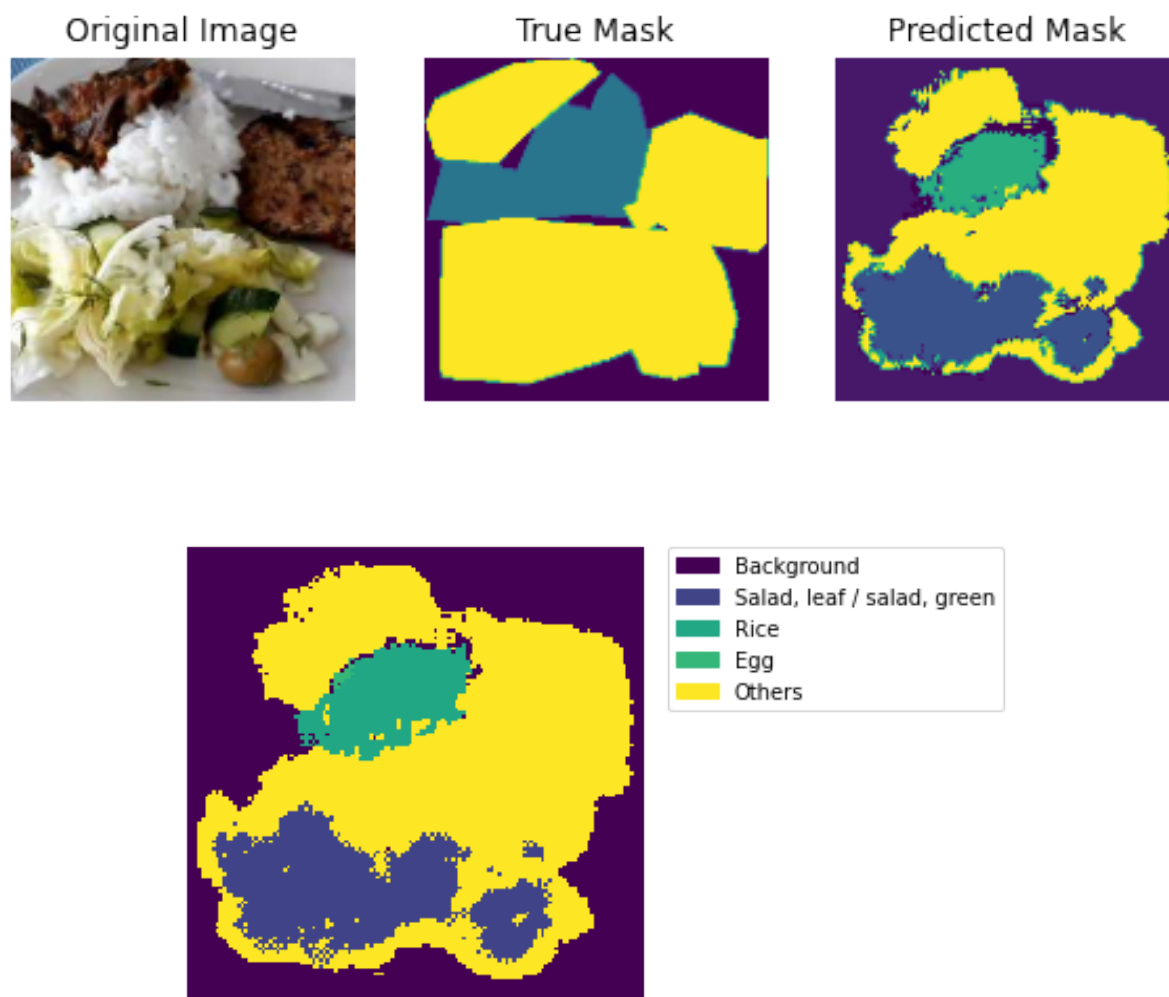 Original Image
True Mask
Predicted Mask
Background
Salad, leaf / salad, green
Rice
Egg
Others